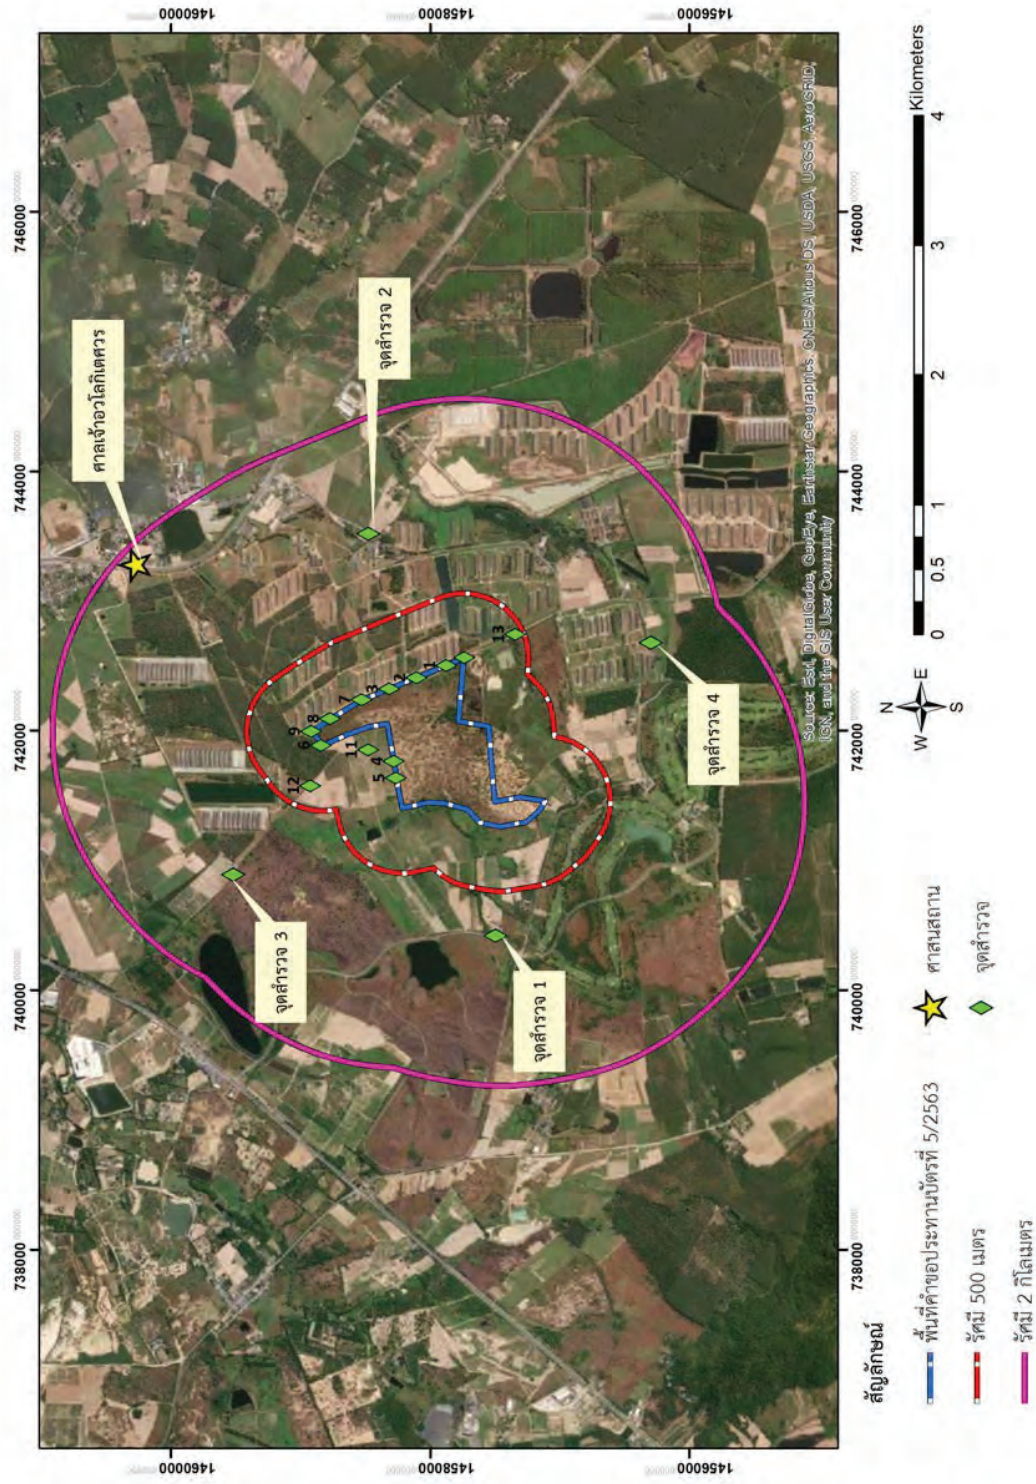 738000
740000
742000
744000
746000
1460000
1460000
1458000
1458000
1456000
1456000
ศาลเจ้าอวโลกิเตศวร
จุดสำรวจ 3
จุดสำรวจ 2
12
6
9
8
7
11
3
4
5
2
1
13
จุดสำรวจ 1
จุดสำรวจ 4
Source: Esri, DigitalGlobe, GeoEye, Earthstar Geographics, CNES/Airbus DS, USDA, USGS, AeroGRID,
IGN, and the GIS User Community
738000
740000
742000
744000
746000
สัญลักษณ์
พื้นที่คำขอประทานบัตรที่ 5/2563
รัศมี 500 เมตร
รัศมี 2 กิโลเมตร
ศาสนสถาน
จุดสำรวจ
N
W
E
S
0
0.5
1
2
3
4
Kilometers